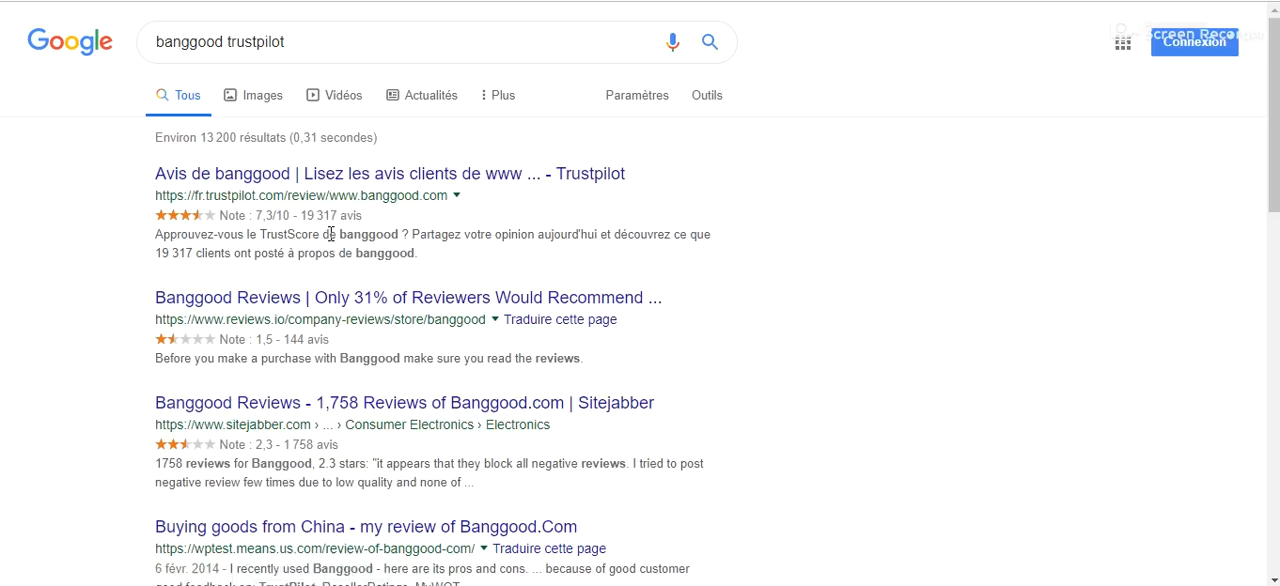 Google
banggood trustpilot
Screen Recor
Connexion
Tous Images Vidéos Actualités Plus Paramètres Outils
Environ 13 200 résultats (0,31 secondes)
Avis de banggood | Lisez les avis clients de www ... - Trustpilot
https://fr.trustpilot.com/review/www.banggood.com
Note : 7,3/10 - 19 317 avis
Approuvez-vous le TrustScore de banggood ? Partagez votre opinion aujourd'hui et découvrez ce que
19 317 clients ont posté à propos de banggood.
Banggood Reviews | Only 31% of Reviewers Would Recommend ...
https://www.reviews.io/company-reviews/store/banggood Traduire cette page
Note : 1,5 - 144 avis
Before you make a purchase with Banggood make sure you read the reviews.
Banggood Reviews - 1,758 Reviews of Banggood.com | Sitejabber
https://www.sitejabber.com › ... › Consumer Electronics › Electronics
Note : 2,3 - 1 758 avis
1758 reviews for Banggood, 2.3 stars: "it appears that they block all negative reviews. I tried to post
negative review few times due to low quality and none of ...
Buying goods from China - my review of Banggood.Com
https://wptest.means.us.com/review-of-banggood-com/ Traduire cette page
6 févr. 2014 - I recently used Banggood - here are its pros and cons. ... because of good customer
good feedback on: TrustPilot, ResellerRatings, MyWOT